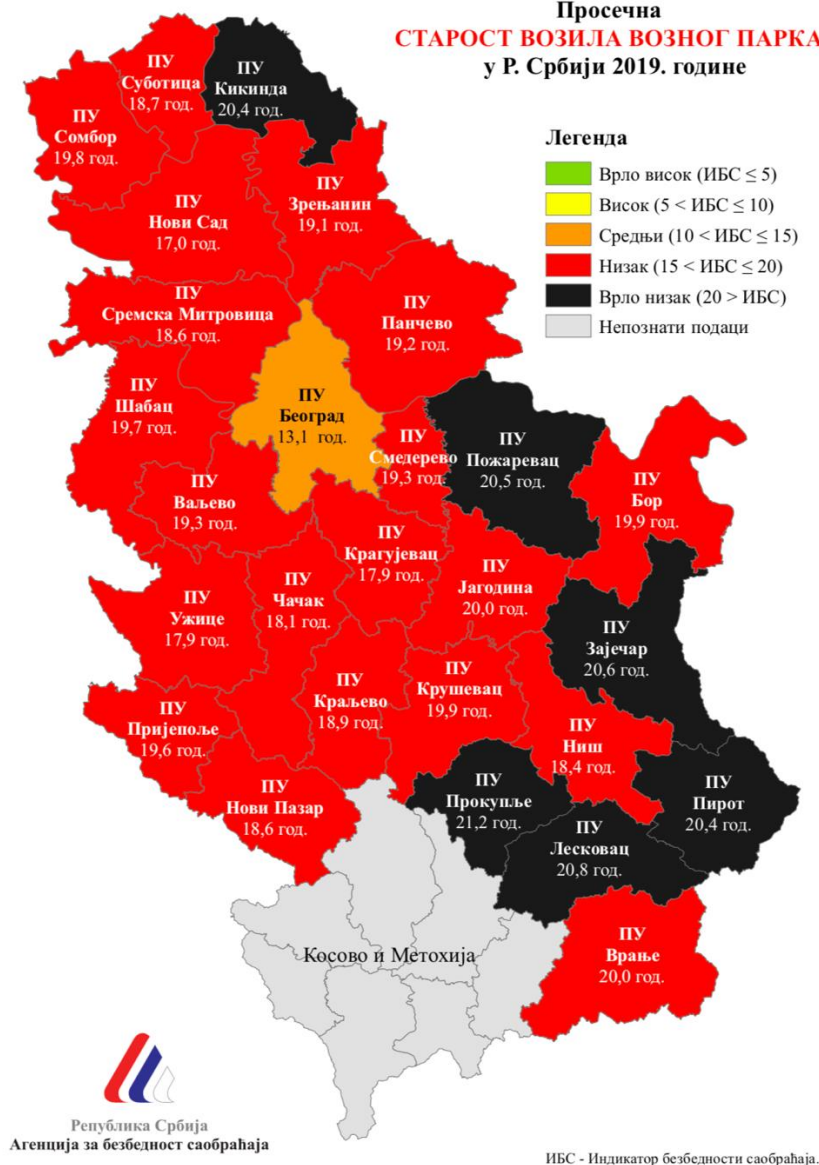 Просечна
СТАРОСТ ВОЗИЛА ВОЗНОГ ПАРКА
у Р. Србији 2019. године
Легенда
Врло висок (ИБС ≤ 5)
Висок (5 < ИБС ≤ 10)
Средњи (10 < ИБС ≤ 15)
Низак (15 < ИБС ≤ 20)
Врло низак (20 > ИБС)
Непознати подаци
ПУ
Суботица
18,7 год.
ПУ
Кикинда
20,4 год.
ПУ
Сомбор
19,8 год.
ПУ
Нови Сад
17,0 год.
ПУ
Зрењанин
19,1 год.
ПУ
Сремска Митровица
18,6 год.
ПУ
Панчево
19,2 год.
ПУ
Шабац
19,7 год.
ПУ
Београд
13,1 год.
ПУ
Смедерево
19,3 год.
ПУ
Пожаревац
20,5 год.
ПУ
Бор
19,9 год.
ПУ
Ваљево
19,3 год.
ПУ
Крагујевац
17,9 год.
ПУ
Јагодина
20,0 год.
ПУ
Ужице
17,9 год.
ПУ
Чачак
18,1 год.
ПУ
Зајечар
20,6 год.
ПУ
Краљево
18,9 год.
ПУ
Крушевац
19,9 год.
ПУ
Пријепоље
19,6 год.
ПУ
Ниш
18,4 год.
ПУ
Нови Пазар
18,6 год.
ПУ
Прокупље
21,2 год.
ПУ
Пирот
20,4 год.
ПУ
Лесковац
20,8 год.
ПУ
Врање
20,0 год.
Косово и Метохија
Република Србија
Агенција за безбедност саобраћаја
ИБС - Индикатор безбедности саобраћаја.